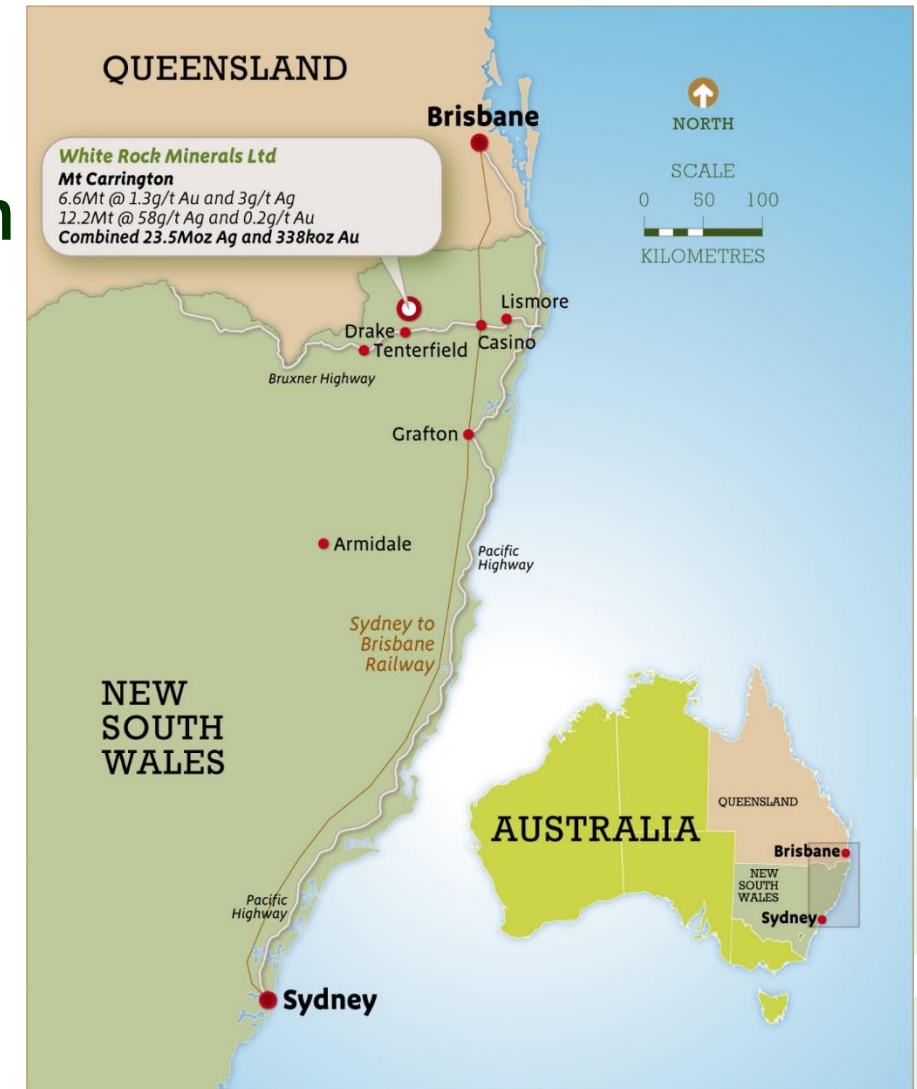 QUEENSLAND
Brisbane
NORTH
SCALE
0 50 100
KILOMETRES
White Rock Minerals Ltd
Mt Carrington
6.6Mt @ 1.3g/t Au and 3g/t Ag
12.2Mt @ 58g/t Ag and 0.2g/t Au
Combined 23.5Moz Ag and 338koz Au
n
Lismore
Drake
Casino
Tenterfield
Bruxner Highway
Grafton
Armidale
Pacific
Highway
Sydney to
Brisbane
Railway
NEW
SOUTH
WALES
Pacific
Highway
Sydney
AUSTRALIA
QUEENSLAND
Brisbane
NEW
SOUTH
WALES
Sydney